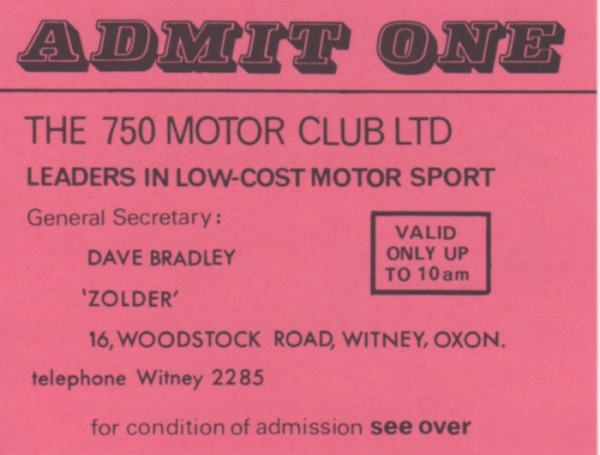 ADMIT ONE
THE 750 MOTOR CLUB LTD
LEADERS IN LOW-COST MOTOR SPORT
General Secretary:
DAVE BRADLEY
'ZOLDER'
16, WOODSTOCK ROAD, WITNEY, OXON.
telephone Witney 2285
VALID
ONLY UP
TO 10am
for condition of admission see over